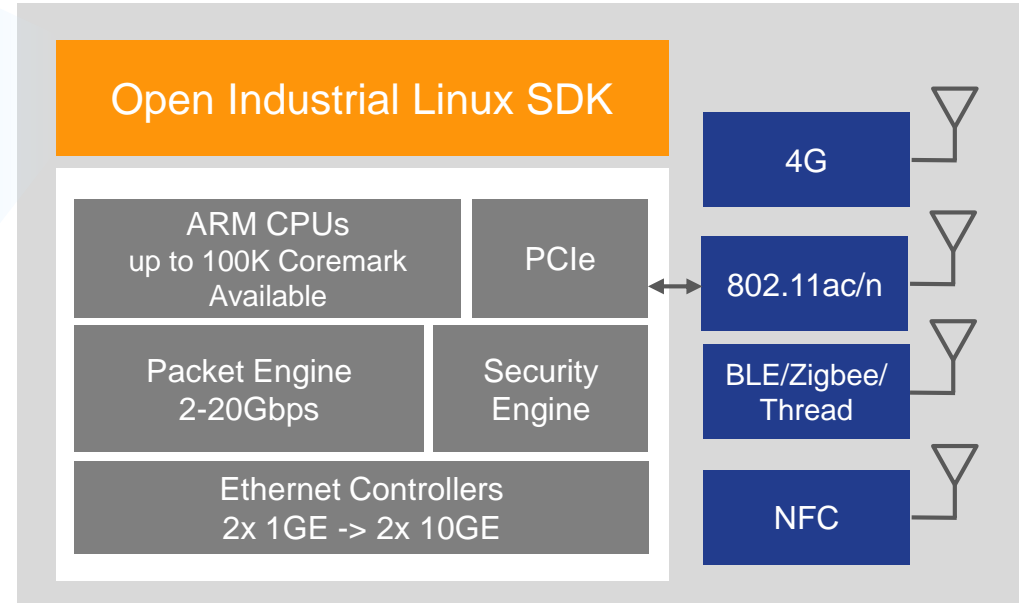 Open Industrial Linux SDK
ARM CPUs
up to 100K Coremark
Available
PCIe
Packet Engine
2-20Gbps
Security
Engine
Ethernet Controllers
2x 1GE -> 2x 10GE
4G
802.11ac/n
BLE/Zigbee/
Thread
NFC